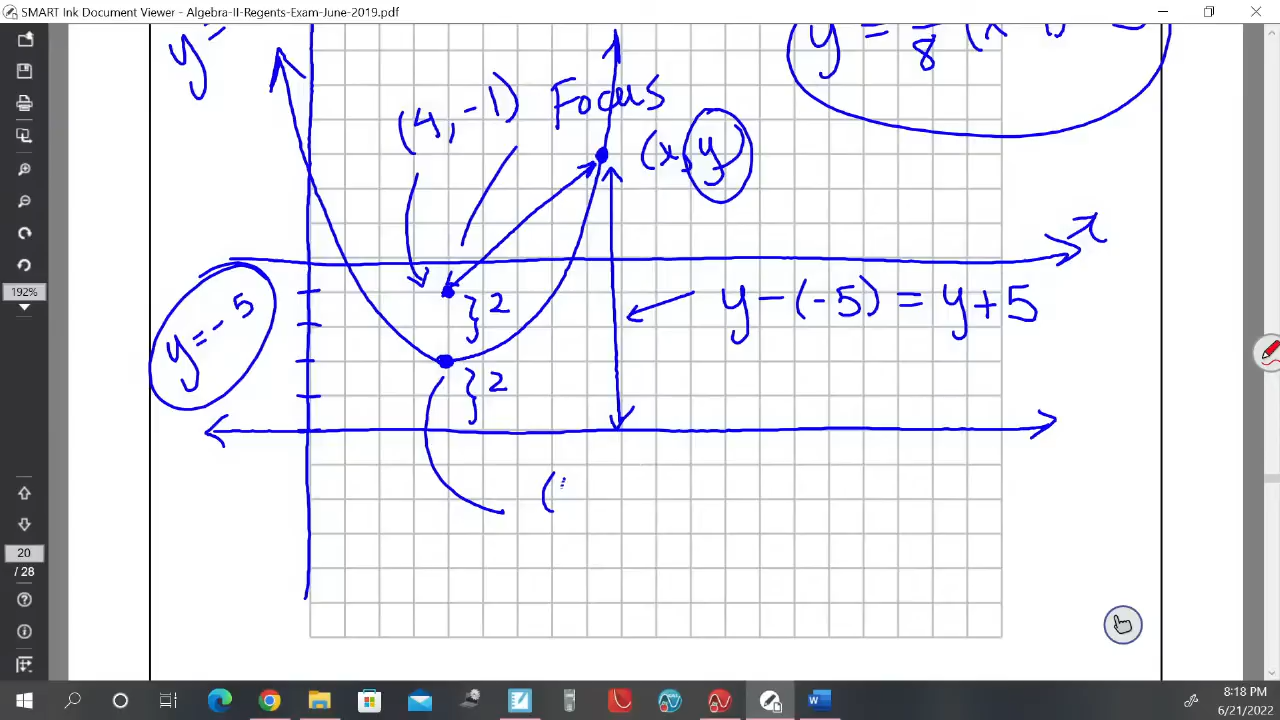 SMART Ink Document Viewer - Algebra-II-Regents-Exam-June-2019.pdf
y=
y = 8
(4, -1) Focus
(x, y)
x
y = -5
}2
y - (-5) = y + 5
}2
(
192%
20
/ 28
8:18 PM
6/21/2022